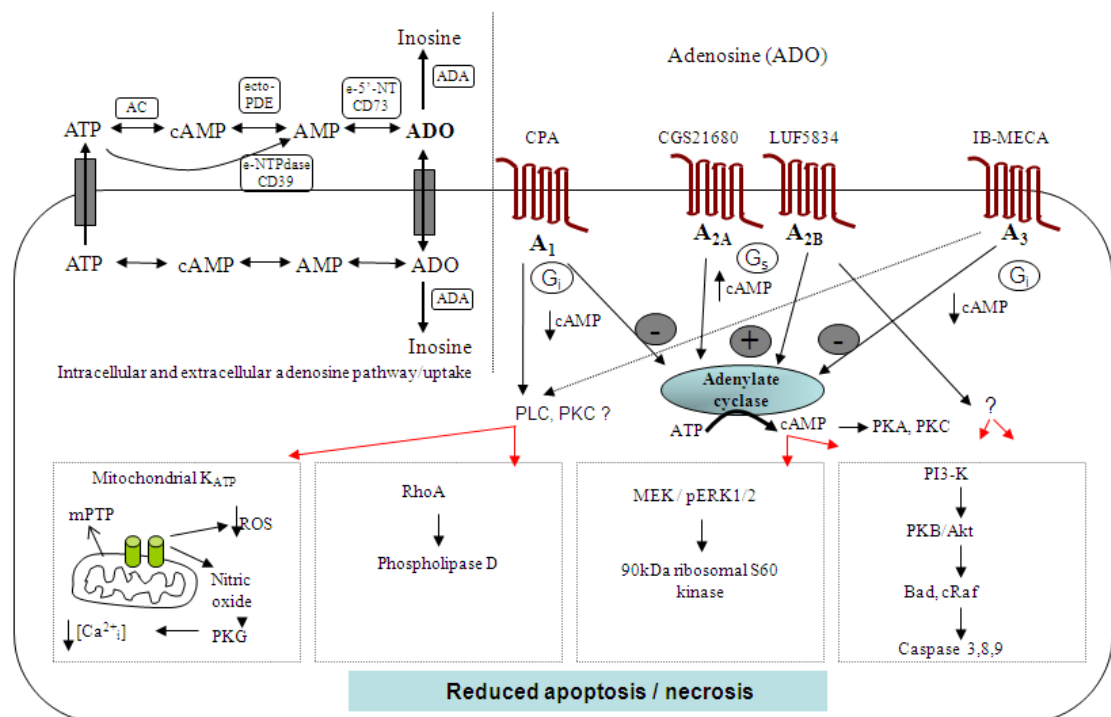 Inosine
ADA
ecto-
PDE
e-5’-NT
CD73
AC
ATP
cAMP
AMP
ADO
e-NTPdase
CD39
ATP
cAMP
AMP
ADO
ADA
Inosine
Intracellular and extracellular adenosine pathway/uptake
Adenosine (ADO)
CPA
CGS21680
LUF5834
IB-MECA
A1
A2A
A2B
A3
Gi
cAMP
Gs
cAMP
Gi
cAMP
-
+
-
Adenylate
cyclase
PLC, PKC ?
ATP
cAMP
PKA, PKC
?
Mitochondrial KATP
mPTP
ROS
Nitric
oxide
[Ca2+i]
PKG
RhoA
Phospholipase D
MEK / pERK1/2
90kDa ribosomal S60
kinase
PI3-K
PKB/Akt
Bad, cRaf
Caspase 3,8,9
Reduced apoptosis / necrosis